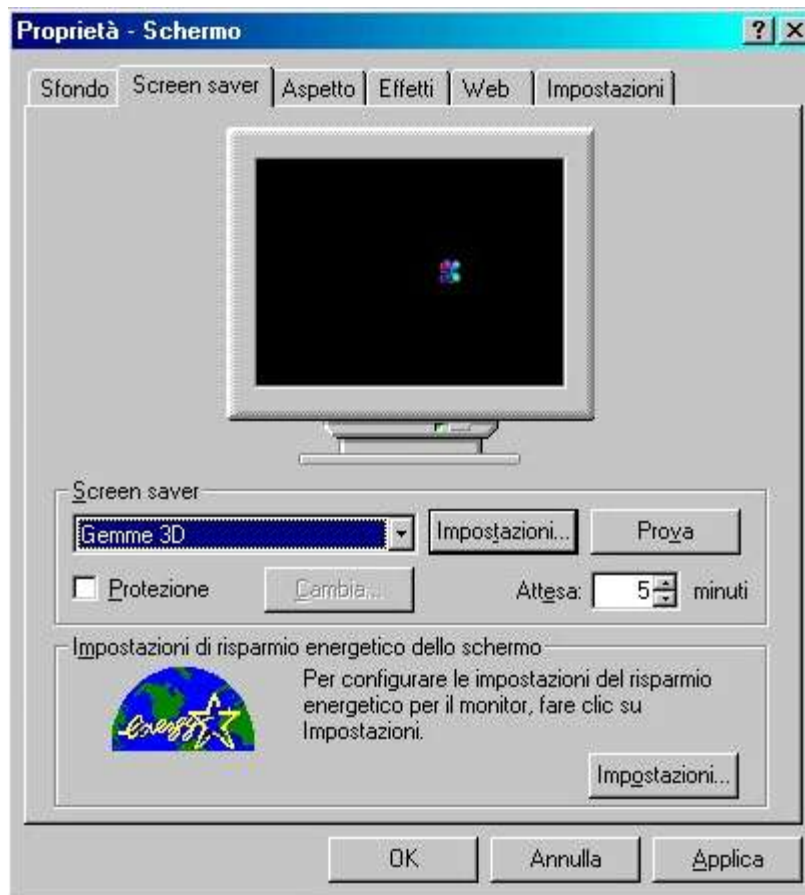 Proprietà - Schermo
Sfondo Screen saver Aspetto Effetti Web Impostazioni
Screen saver
Gemme 3D Impostazioni... Prova
Protezione Cambia... Attesa: 5 minuti
Impostazioni di risparmio energetico dello schermo
Per configurare le impostazioni del risparmio
energetico per il monitor, fare clic su
Impostazioni.
energy
Impostazioni...
OK Annulla Applica